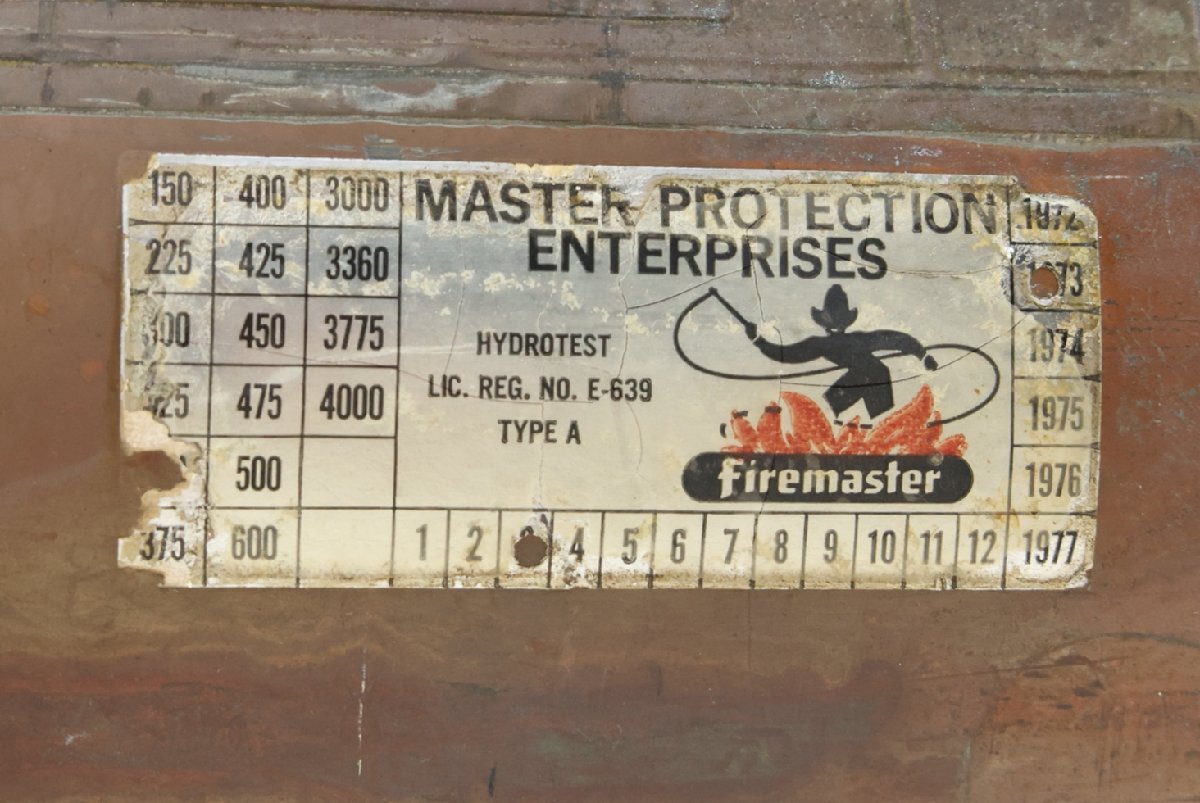 150 400 3000 MASTER PROTECTION 1972
ENTERPRISES
225 425 3360
450 3775 HYDROTEST 1974
LIC. REG. NO. E-639
475 4000 TYPE A 1975
500 Firemaster 1976
375 600 1 2 4 5 6 7 8 9 10 11 12 1977